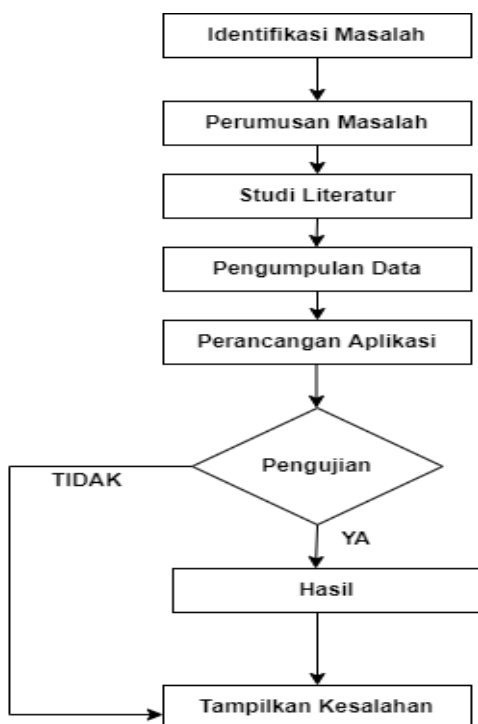 Identifikasi Masalah
Perumusan Masalah
Studi Literatur
Pengumpulan Data
Perancangan Aplikasi
Pengujian
TIDAK
YA
Hasil
Tampilkan Kesalahan